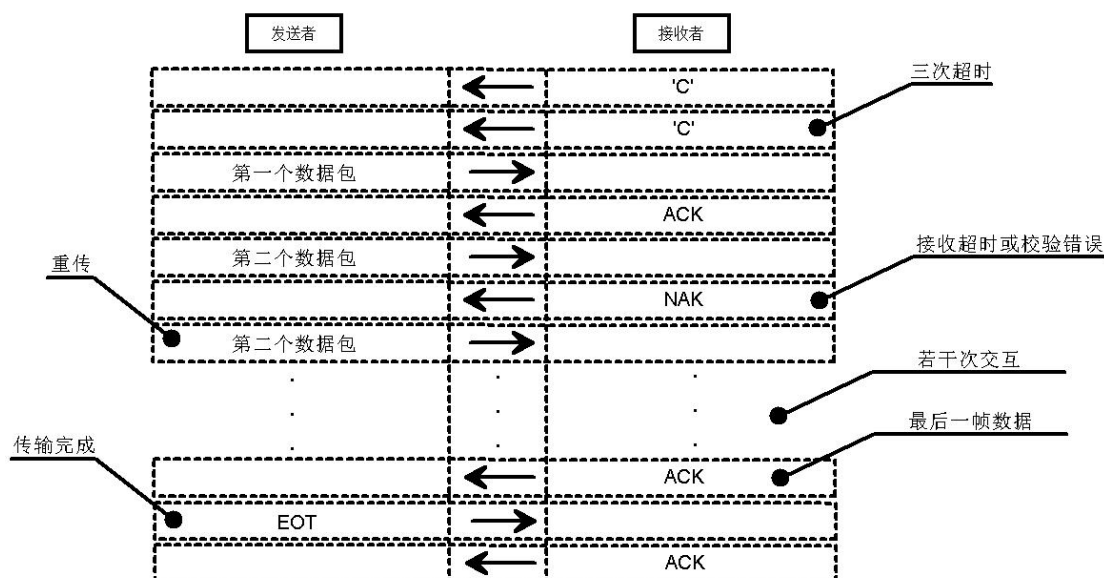 发送者
接收者
'C'
三次超时
'C'
第一个数据包
ACK
第二个数据包
接收超时或校验错误
重传
NAK
第二个数据包
若干次交互
最后一帧数据
传输完成
ACK
EOT
ACK